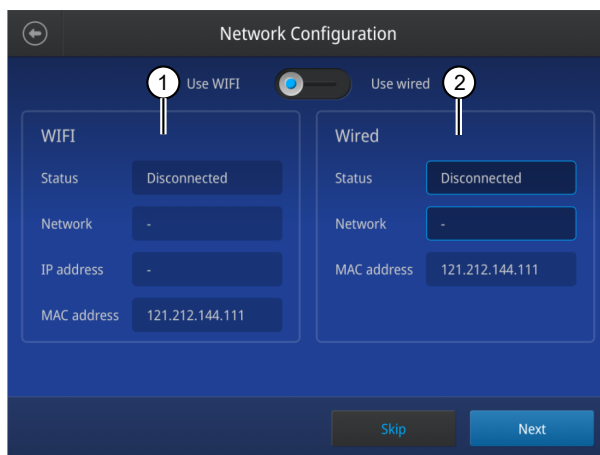 Network Configuration
1 Use WIFI Use wired 2
WIFI
Status Disconnected
Network -
IP address -
MAC address 121.212.144.111
Wired
Status Disconnected
Network -
MAC address 121.212.144.111
Skip Next